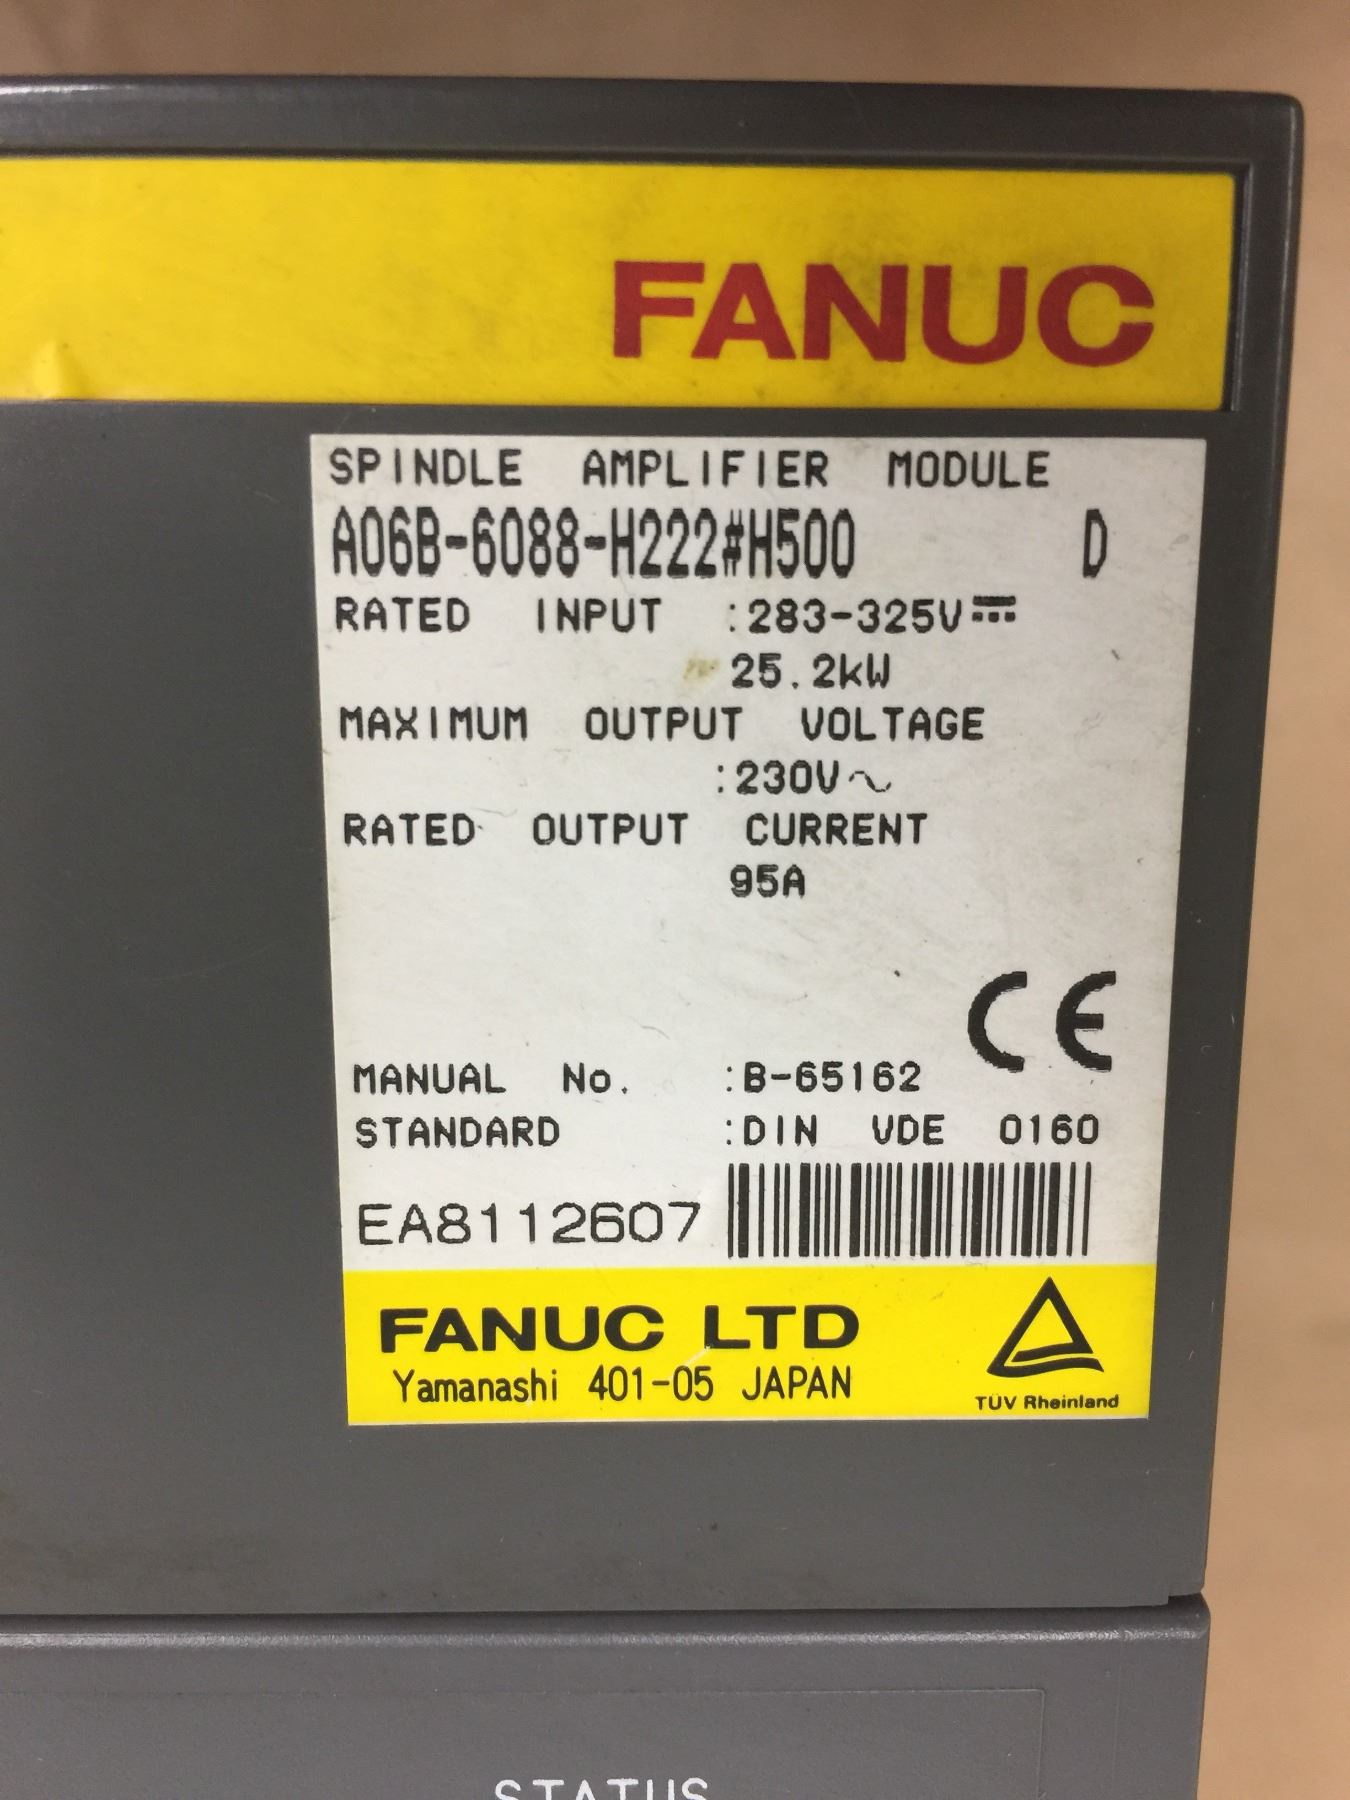 FANUC
SPINDLE AMPLIFIER MODULE
A06B-6088-H222#H500 D
RATED INPUT :283-325V⎓
25.2kW
MAXIMUM OUTPUT VOLTAGE
:230V~
RATED OUTPUT CURRENT
95A
CE
MANUAL No. :B-65162
STANDARD :DIN VDE 0160
EA8112607
FANUC LTD
Yamanashi 401-05 JAPAN
TÜV Rheinland
STATUS